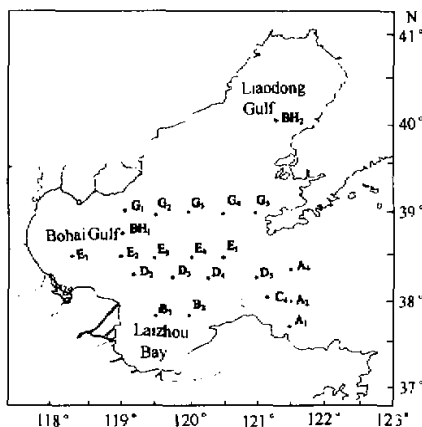 N
41°
Liaodong
Gulf
BH2
40°
G1 G2 G3 G4 G5
39°
Bohai Gulf BH1
E1 E2 E3 E4 E5
D2 D3 D4 D5 A4
C4 A2
38°
B1 B2
A1
Laizhou
Bay
37°
118° 119° 120° 121° 122° 123°